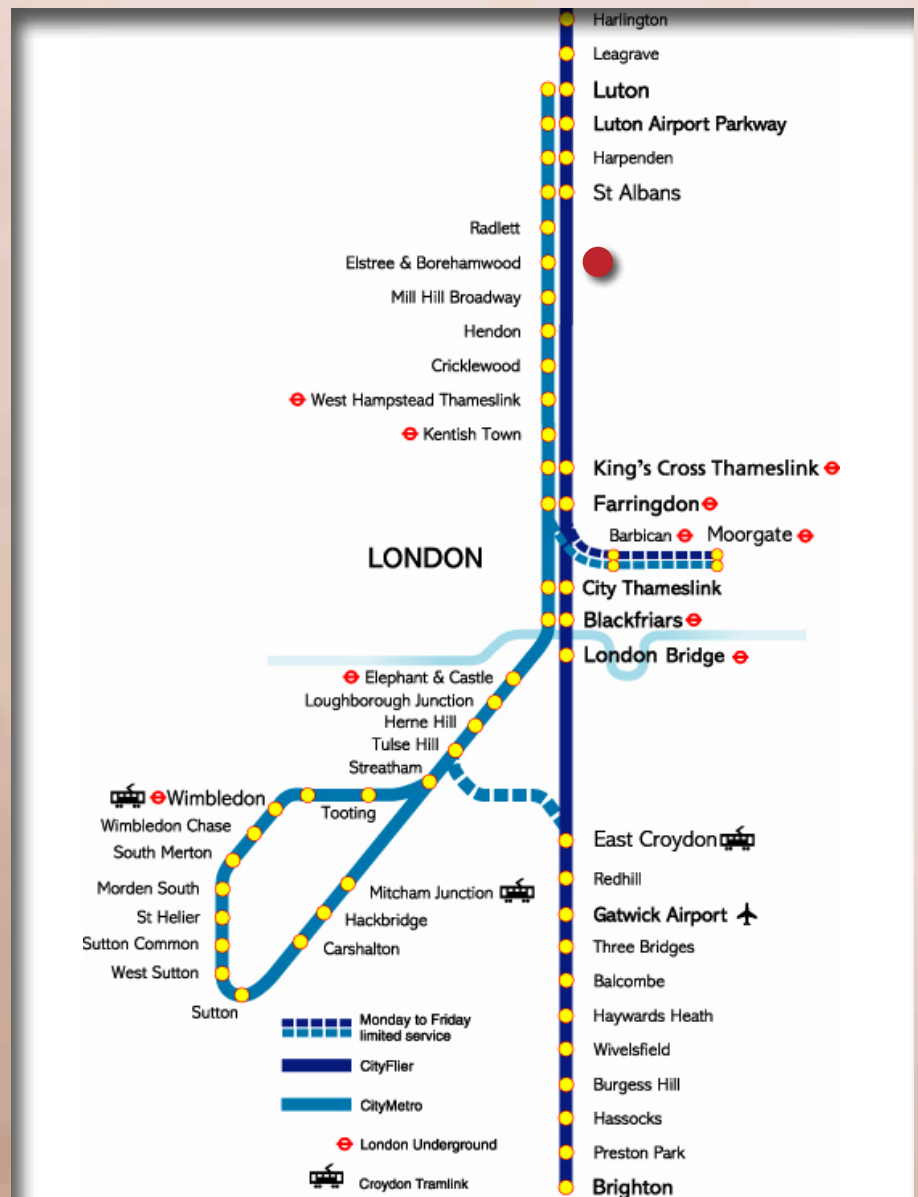 Harlington
Leagrave
Luton
Luton Airport Parkway
Harpenden
St Albans
Radlett
Elstree & Borehamwood
Mill Hill Broadway
Hendon
Cricklewood
West Hampstead Thameslink
Kentish Town
King's Cross Thameslink
Farringdon
Barbican
Moorgate
LONDON
City Thameslink
Blackfriars
London Bridge
Elephant & Castle
Loughborough Junction
Herne Hill
Tulse Hill
Streatham
Wimbledon
Tooting
Wimbledon Chase
South Merton
Morden South
St Helier
Sutton Common
West Sutton
Sutton
Mitcham Junction
Hackbridge
Carshalton
East Croydon
Redhill
Gatwick Airport
Three Bridges
Balcombe
Haywards Heath
Wivelsfield
Burgess Hill
Hassocks
Preston Park
Brighton
Monday to Friday
limited service
CityFlier
CityMetro
London Underground
Croydon Tramlink